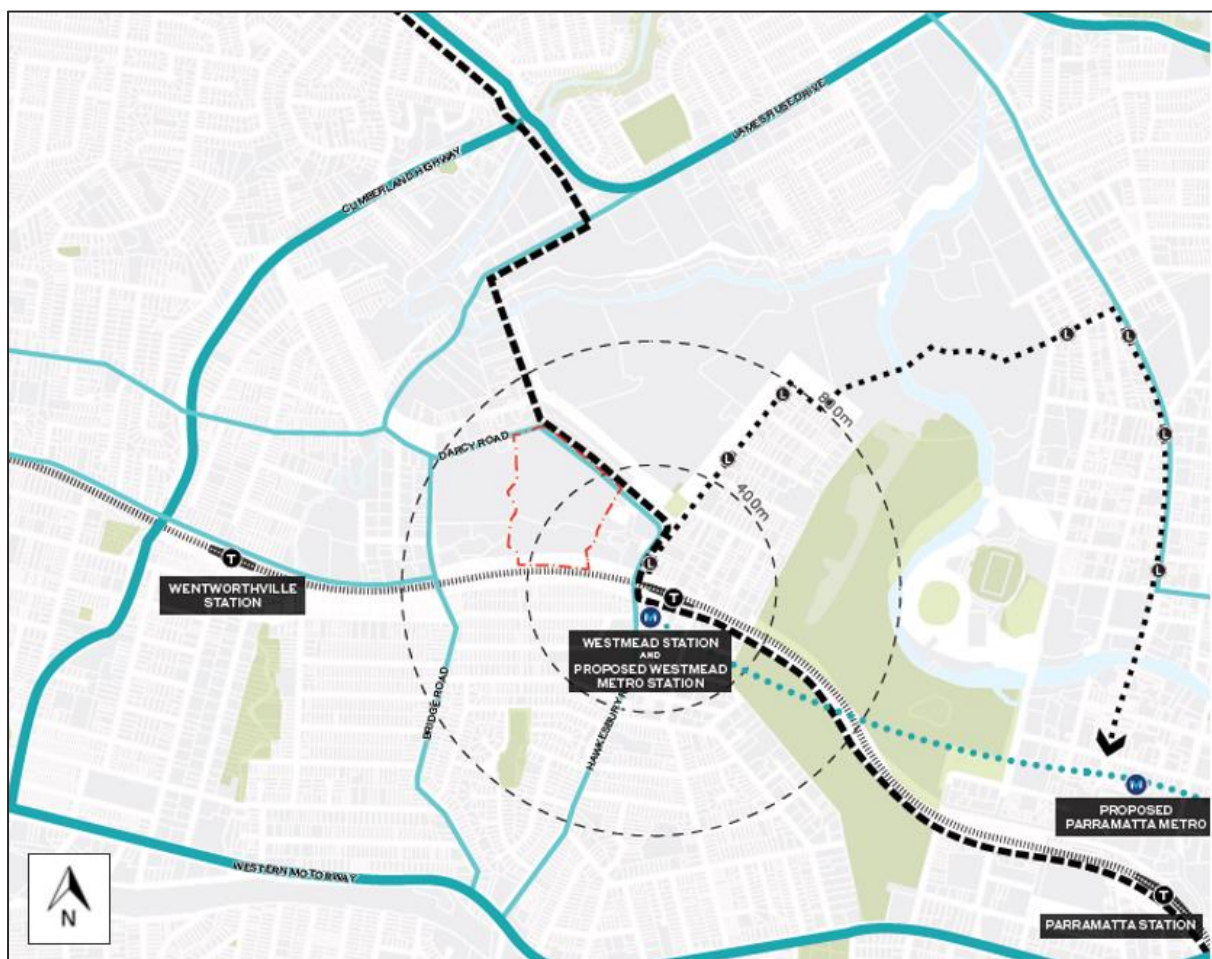 JAMES RUSE DRIVE
CUMBERLAND HIGHWAY
L
L
L
800m
DARCY ROAD
L
L
400m
T
WENTWORTHVILLE
STATION
L
L
T
M
WESTMEAD STATION
AND
PROPOSED WESTMEAD
METRO STATION
BRIDGE ROAD
HAWKESBURY
M
PROPOSED
PARRAMATTA METRO
WESTERN MOTORWAY
N
T
PARRAMATTA STATION